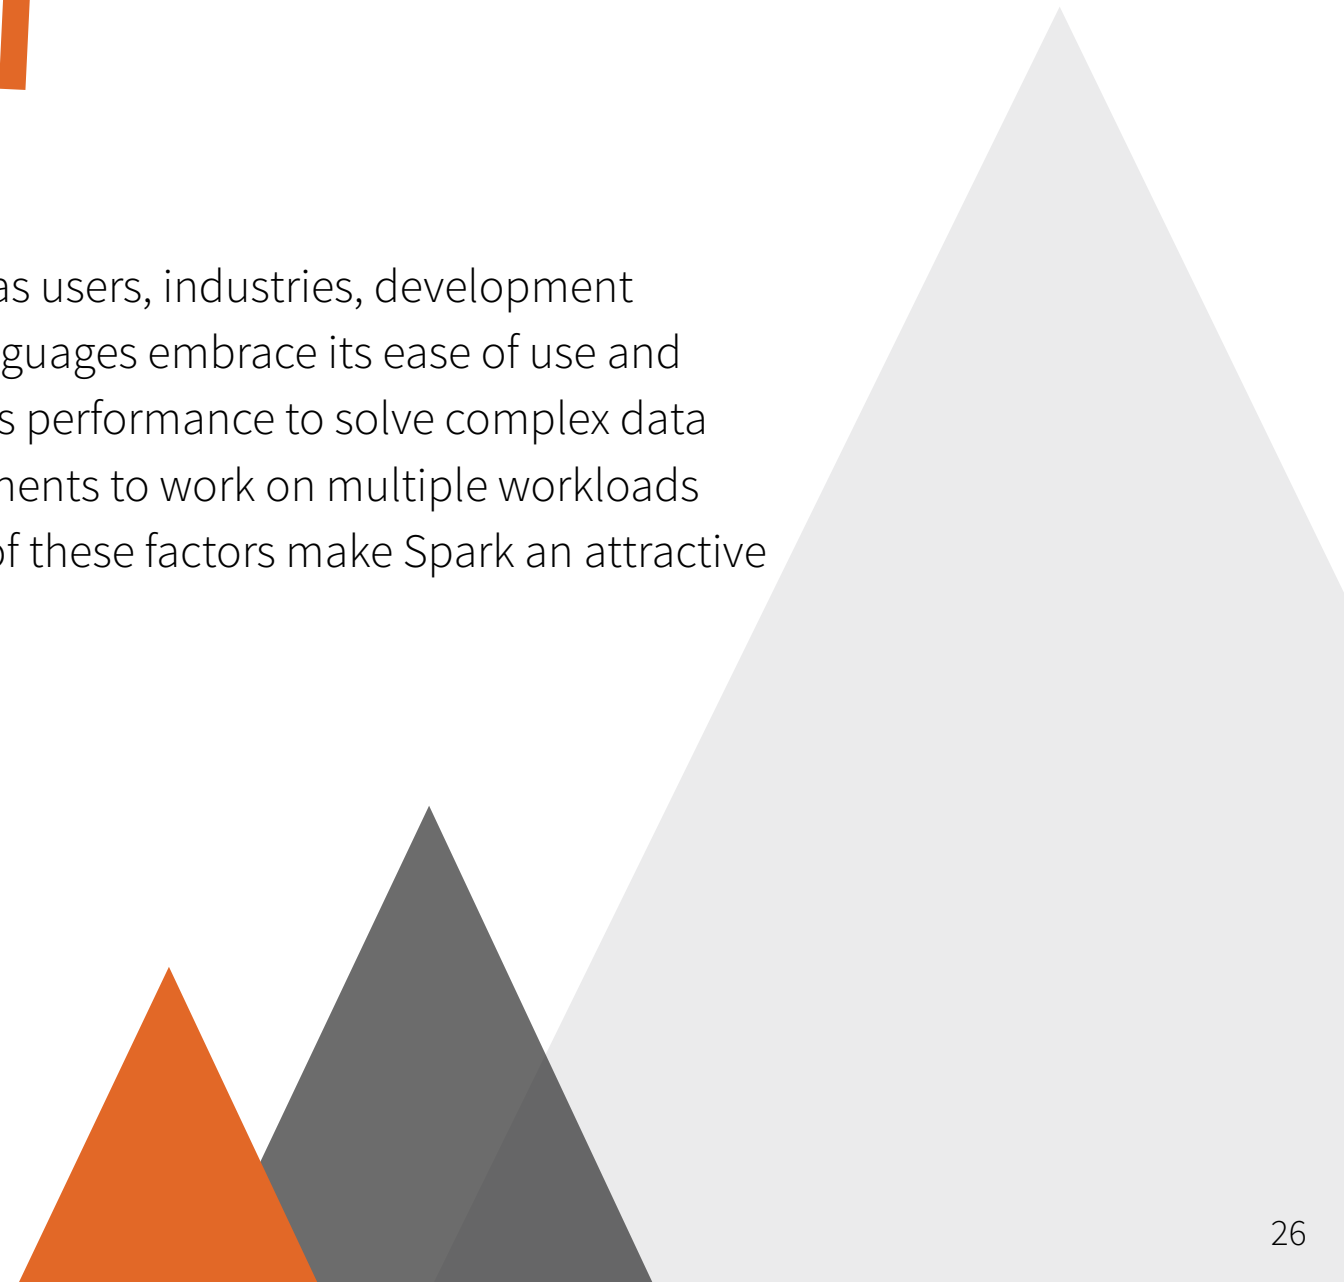 as users, industries, development
guages embrace its ease of use and
s performance to solve complex data
nents to work on multiple workloads
of these factors make Spark an attractive
26